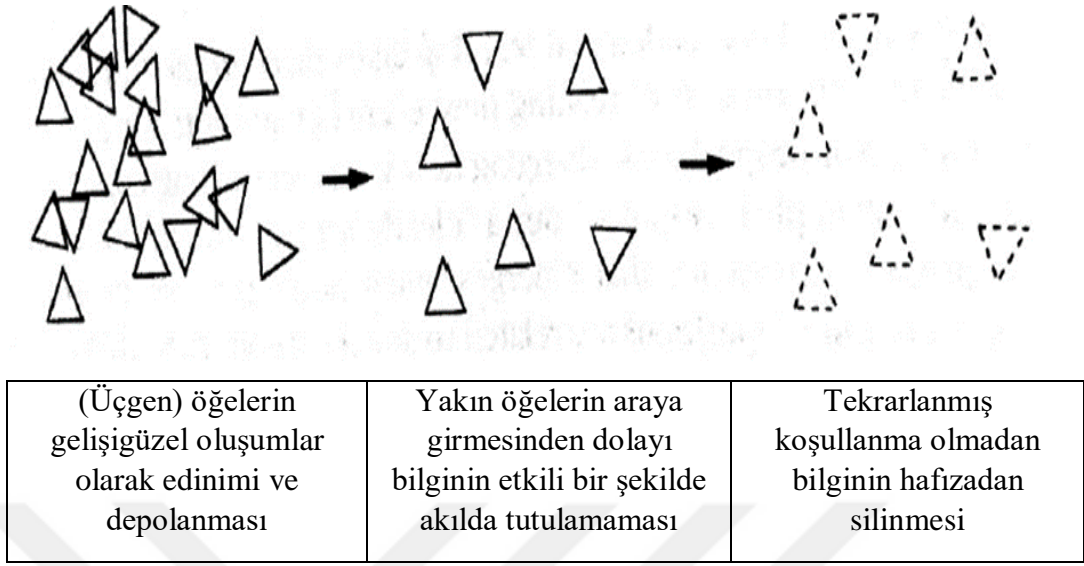 (Üçgen) öğelerin
gelişigüzel oluşumlar
olarak edinimi ve
depolanması
Yakın öğelerin araya
girmesinden dolayı
bilginin etkili bir şekilde
akılda tutulamaması
Tekrarlanmış
koşullanma olmadan
bilginin hafızadan
silinmesi